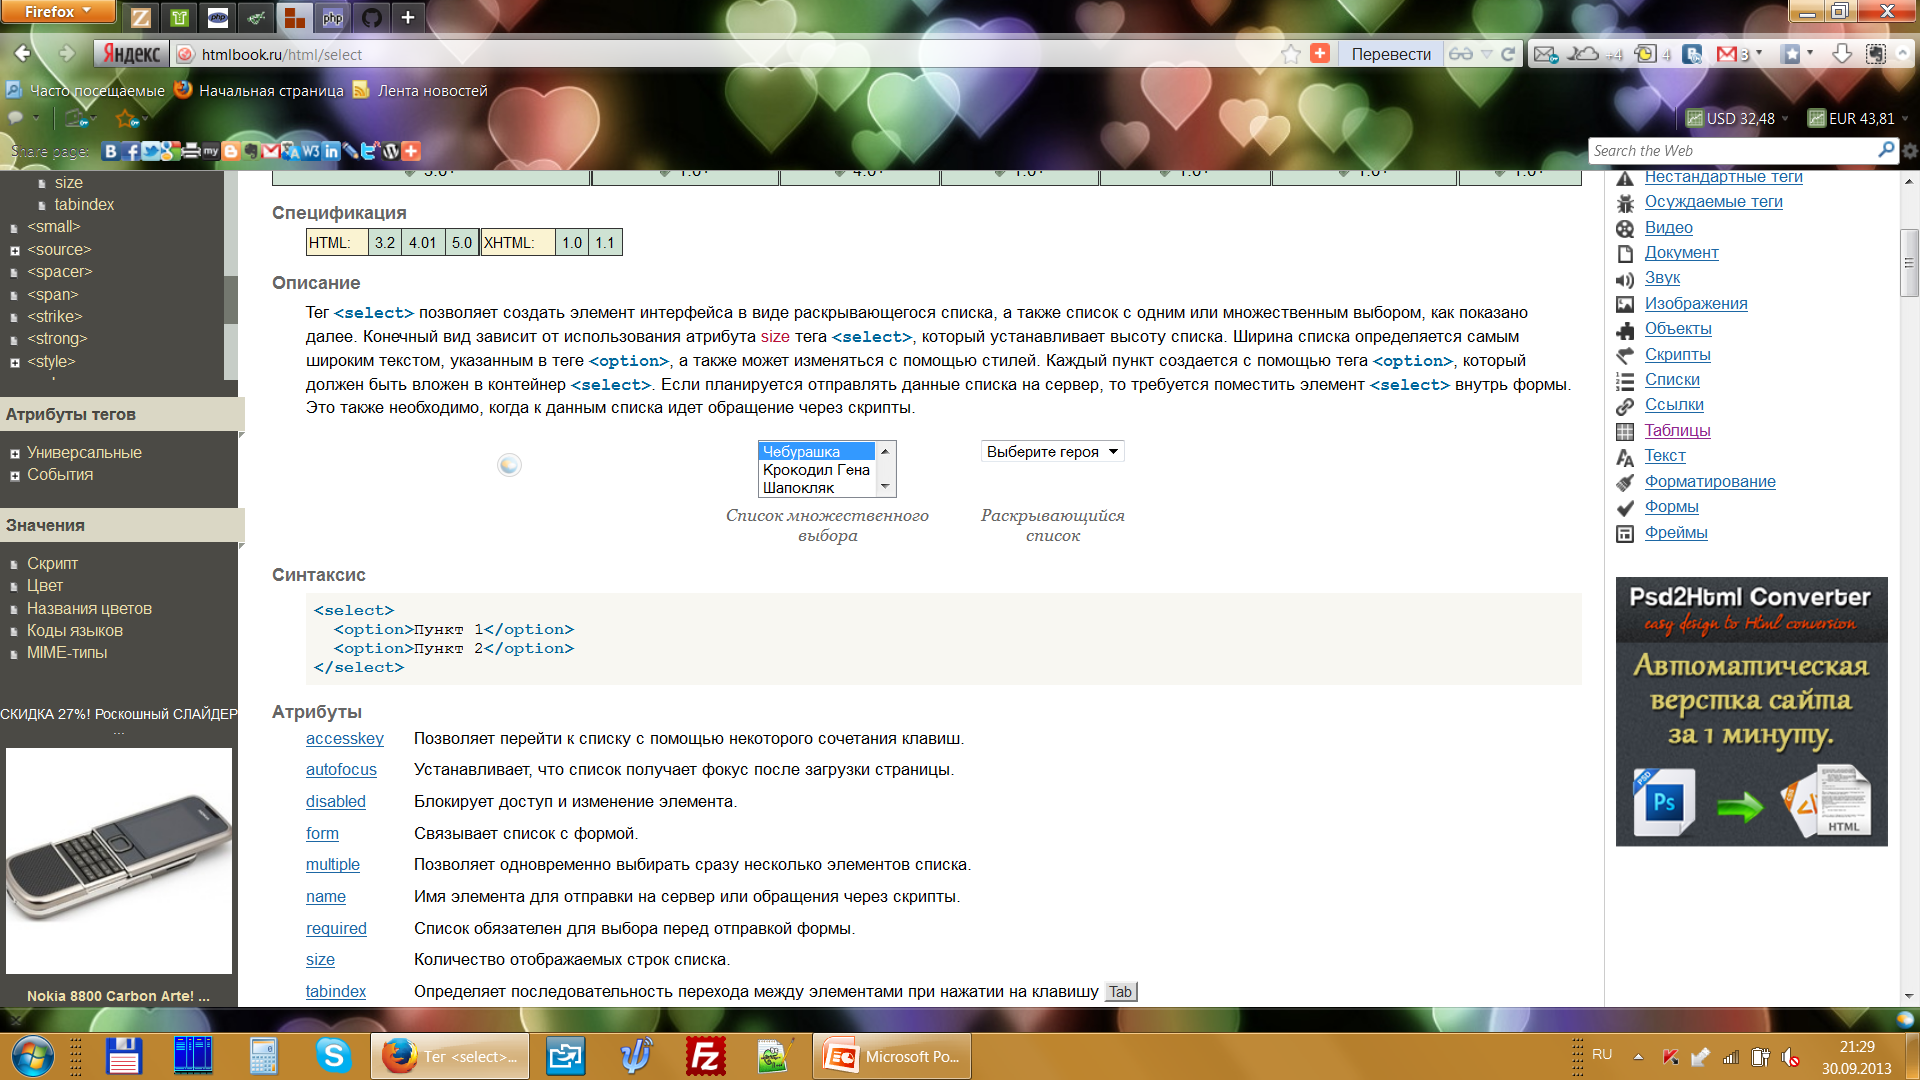 Firefox
Яндекс
htmlbook.ru/html/select
Перевести
+4
4
3
Часто посещаемые
Начальная страница
Лента новостей
USD 32,48
EUR 43,81
Share page:
Search the Web
size
tabindex
<small>
<source>
<spacer>
<span>
<strike>
<strong>
<style>
Атрибуты тегов
Универсальные
События
Значения
Скрипт
Цвет
Названия цветов
Коды языков
MIME-типы
СКИДКА 27%! Роскошный СЛАЙДЕР
...
Nokia 8800 Carbon Arte! ...
Спецификация
HTML: 3.2 4.01 5.0 XHTML: 1.0 1.1
Описание
Тег <select> позволяет создать элемент интерфейса в виде раскрывающегося списка, а также список с одним или множественным выбором, как показано
далее. Конечный вид зависит от использования атрибута size тега <select>, который устанавливает высоту списка. Ширина списка определяется самым
широким текстом, указанным в теге <option>, а также может изменяться с помощью стилей. Каждый пункт создается с помощью тега <option>, который
должен быть вложен в контейнер <select>. Если планируется отправлять данные списка на сервер, то требуется поместить элемент <select> внутрь формы.
Это также необходимо, когда к данным списка идет обращение через скрипты.
Чебурашка
Крокодил Гена
Шапокляк
Список множественного
выбора
Выберите героя
Раскрывающийся
список
Синтаксис
<select>
<option>Пункт 1</option>
<option>Пункт 2</option>
</select>
Атрибуты
accesskey Позволяет перейти к списку с помощью некоторого сочетания клавиш.
autofocus Устанавливает, что список получает фокус после загрузки страницы.
disabled Блокирует доступ и изменение элемента.
form Связывает список с формой.
multiple Позволяет одновременно выбирать сразу несколько элементов списка.
name Имя элемента для отправки на сервер или обращения через скрипты.
required Список обязателен для выбора перед отправкой формы.
size Количество отображаемых строк списка.
tabindex Определяет последовательность перехода между элементами при нажатии на клавишу Tab
Нестандартные теги
Осуждаемые теги
Видео
Документ
Звук
Изображения
Объекты
Скрипты
Списки
Ссылки
Таблицы
Текст
Форматирование
Формы
Фреймы
Psd2Html Converter
easy design to Html conversion
Автоматическая
верстка сайта
за 1 минуту.
PSD
Ps
HTML
Тег <select>...
Microsoft Po...
RU
21:29
30.09.2013